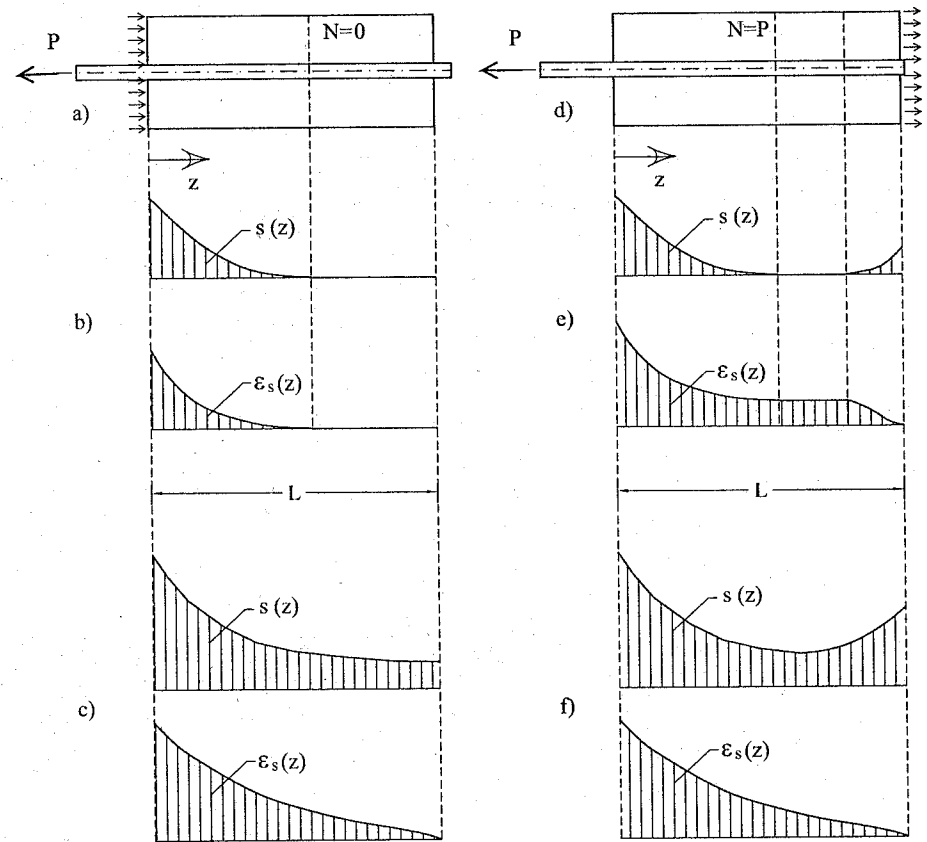 N=0
P
a)
z
s (z)
b)
εs(z)
L
s (z)
c)
εs(z)
N=P
P
d)
z
s (z)
e)
εs(z)
L
s (z)
f)
εs(z)